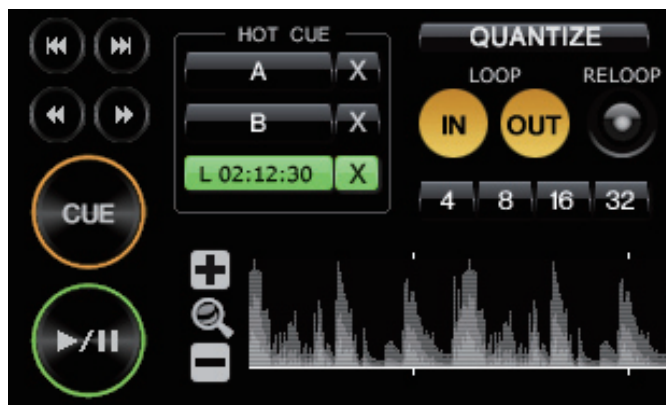 HOT CUE
A X
B X
L 02:12:30 X
QUANTIZE
LOOP RELOOP
IN OUT
4 8 16 32
CUE